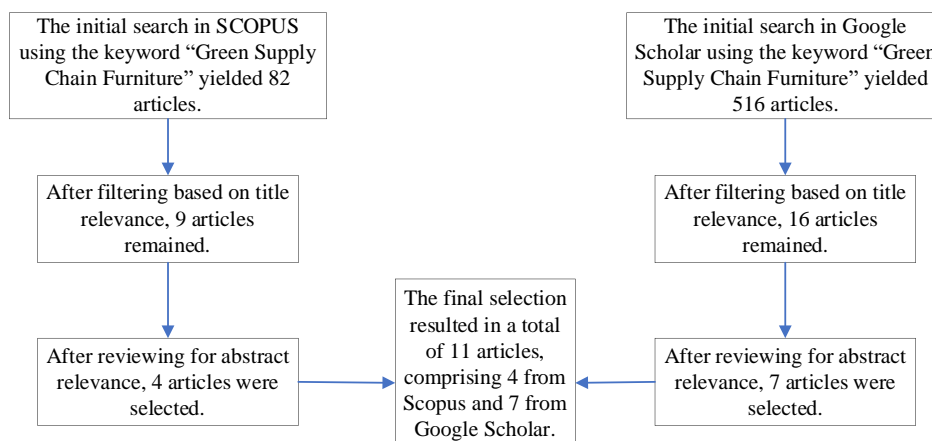 The initial search in SCOPUS
using the keyword “Green Supply
Chain Furniture” yielded 82
articles.
The initial search in Google
Scholar using the keyword “Green
Supply Chain Furniture” yielded
516 articles.
After filtering based on title
relevance, 9 articles
remained.
After filtering based on title
relevance, 16 articles
remained.
After reviewing for abstract
relevance, 4 articles were
selected.
The final selection
resulted in a total
of 11 articles,
comprising 4 from
Scopus and 7 from
Google Scholar.
After reviewing for abstract
relevance, 7 articles were
selected.